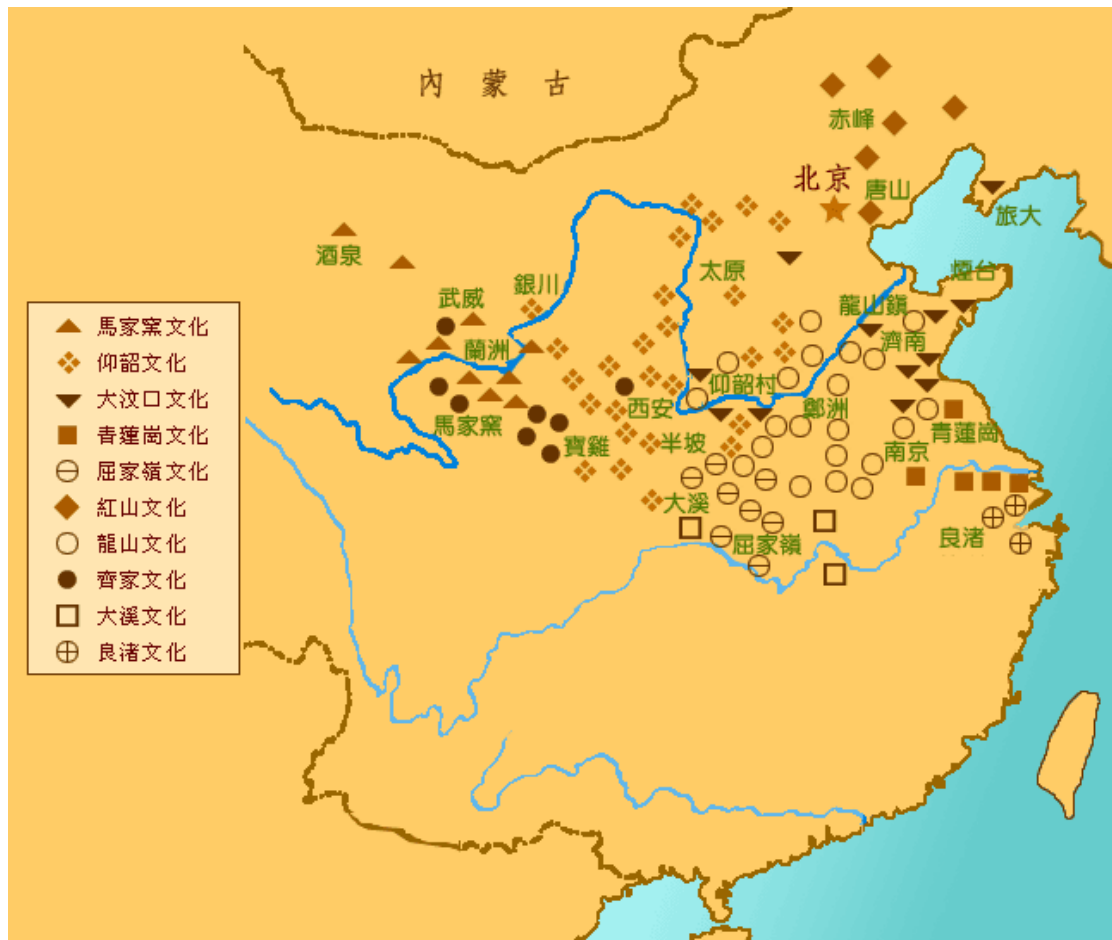 內蒙古
赤峰
北京
唐山
旅大
酒泉
太原
煙台
銀川
武威
龍山鎮
蘭洲
濟南
仰韶村
西安
鄭洲
馬家窯
寶雞
半坡
青蓮崗
南京
大溪
屈家嶺
良渚
馬家窯文化
仰韶文化
大汶口文化
青蓮崗文化
屈家嶺文化
紅山文化
龍山文化
齊家文化
大溪文化
良渚文化